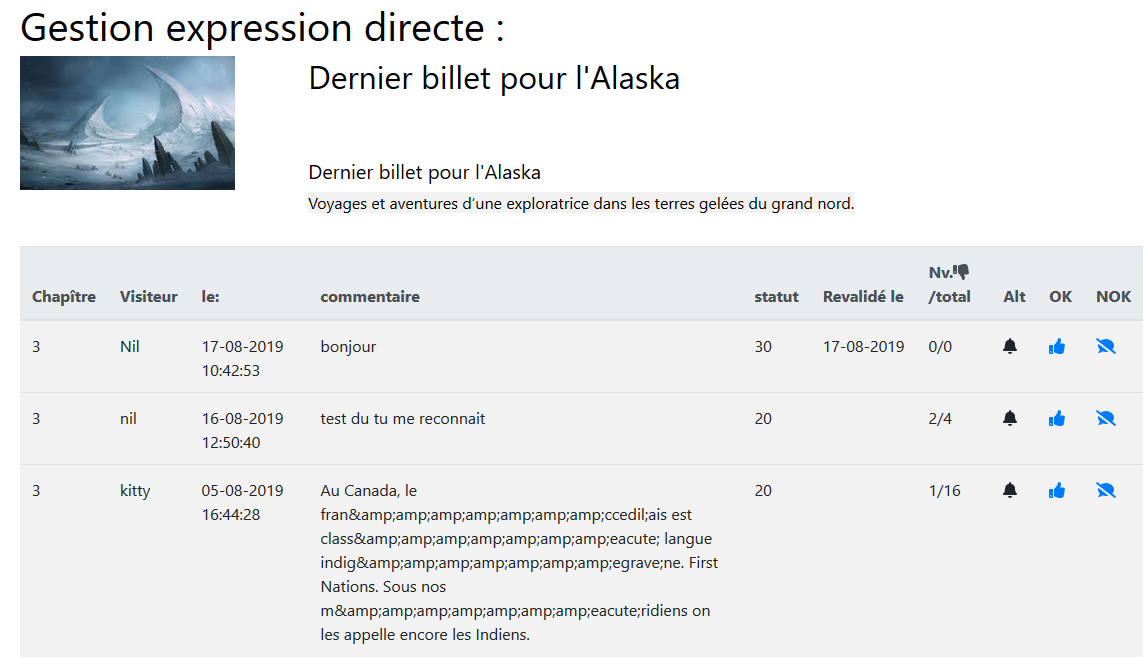 Gestion expression directe :
Dernier billet pour l'Alaska
Dernier billet pour l'Alaska
Voyages et aventures d’une exploratrice dans les terres gelées du grand nord.
Chapître Visiteur le: commentaire statut Revalidé le Nv. /total Alt OK NOK
3 Nil 17-08-2019 bonjour 30 17-08-2019 0/0
10:42:53
3 nil 16-08-2019 test du tu me reconnait 20 2/4
12:50:40
3 kitty 05-08-2019 Au Canada, le 20 1/16
16:44:28 fran&amp;amp;amp;amp;amp;amp;amp;ccedil;ais est
class&amp;amp;amp;amp;amp;amp;amp;eacute; langue
indig&amp;amp;amp;amp;amp;amp;amp;egrave;ne. First
Nations. Sous nos
m&amp;amp;amp;amp;amp;amp;amp;eacute;ridiens on
les appelle encore les Indiens.